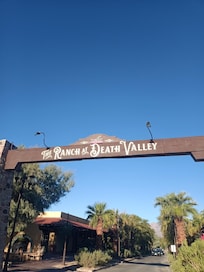 The Ranch at Death Valley